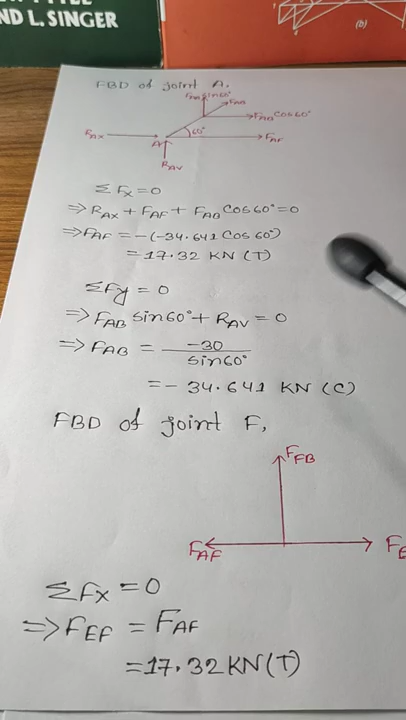 ND L. SINGER
(b)
FBD of joint A,
FAB sin60°
FAB
FAB Cos60°
RAX
60°
FAF
A
RAV
ΣFx=0
⇒RAX + FAF + FAB Cos60°=0
⇒FAF = -(-34.641 Cos 60°)
= 17.32 KN (T)
ΣFy = 0
⇒FAB sin60°+ RAV = 0
⇒FAB = -30 / sin60°
= - 34.641 KN (C)
FBD of joint F,
FFB
FAF
FE
ΣFx = 0
⇒FEF = FAF
=17.32 KN(T)